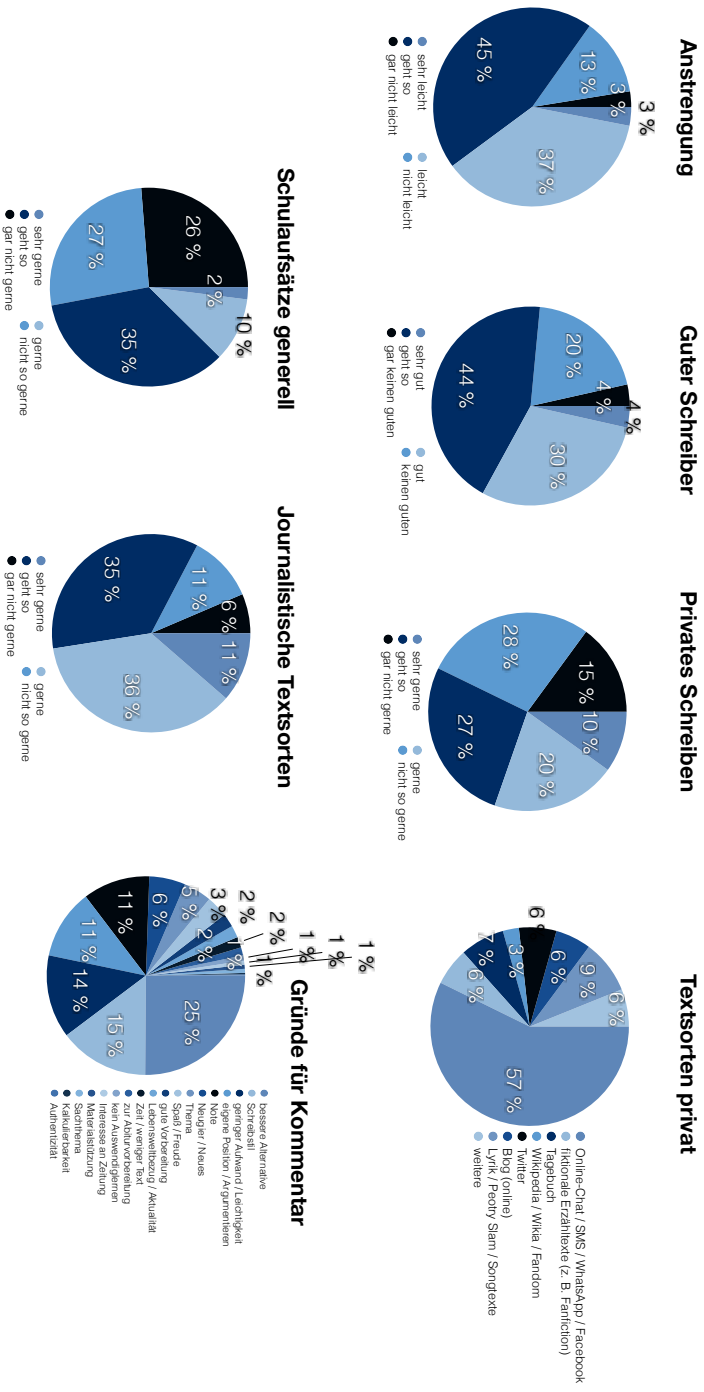 Anstrengung
3 %
37 %
45 %
13 %
3 %
sehr leicht
leicht
geht so
nicht leicht
gar nicht leicht
Guter Schreiber
4 %
30 %
44 %
20 %
4 %
sehr gut
gut
geht so
keinen guten
gar keinen guten
Privates Schreiben
10 %
20 %
27 %
28 %
15 %
sehr gerne
gerne
geht so
nicht so gerne
gar nicht gerne
Textsorten privat
57 %
6 %
7 %
3 %
6 %
6 %
9 %
6 %
Online-Chat / SMS / WhatsApp / Facebook
fiktionale Erzähltexte (z. B. Fanfiction)
Tagebuch
Wikipedia / Wikia / Fandom
Twitter
Blog (online)
Lyrik / Peotry Slam / Songtexte
weitere
Schulaufsätze generell
2 %
10 %
35 %
27 %
26 %
sehr gerne
gerne
geht so
nicht so gerne
gar nicht gerne
Journalistische Textsorten
11 %
36 %
35 %
11 %
6 %
sehr gerne
gerne
geht so
nicht so gerne
gar nicht gerne
Gründe für Kommentar
25 %
15 %
14 %
11 %
11 %
6 %
5 %
3 %
2 %
2 %
2 %
1 %
1 %
1 %
1 %
1 %
bessere Alternative
Schreibstil
geringer Aufwand / Leichtigkeit
eigene Position / Argumentieren
Note
Neugier / Neues
Thema
Spaß / Freude
gute Vorbereitung
Lebensweltbezug / Aktualität
Zeit / weniger Text
zur Abiturvorbereitung
kein Auswendiglernen
Interesse an Zeitung
Materialstützung
Sachthema
Kalkulierbarkeit
Authentizität